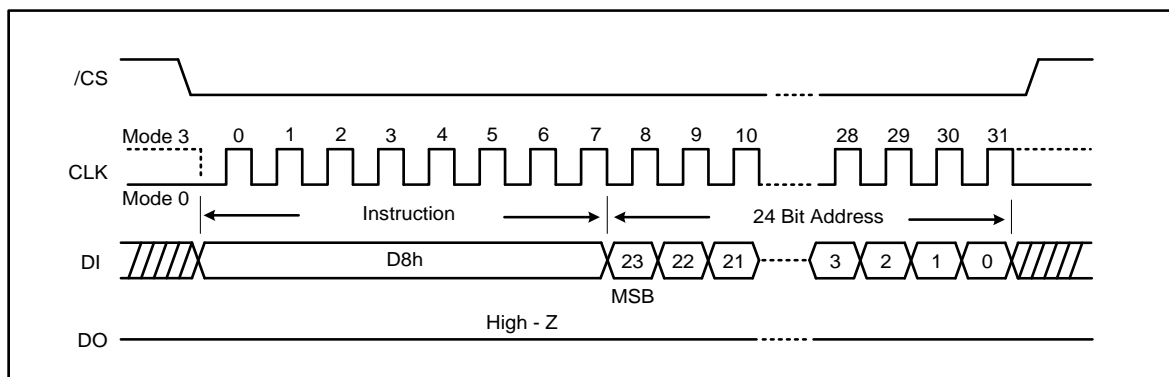 /CS
Mode 3 0 1 2 3 4 5 6 7 8 9 10 28 29 30 31
CLK
Mode 0
Instruction 24 Bit Address
DI D8h 23 22 21 3 2 1 0
MSB
High - Z
DO